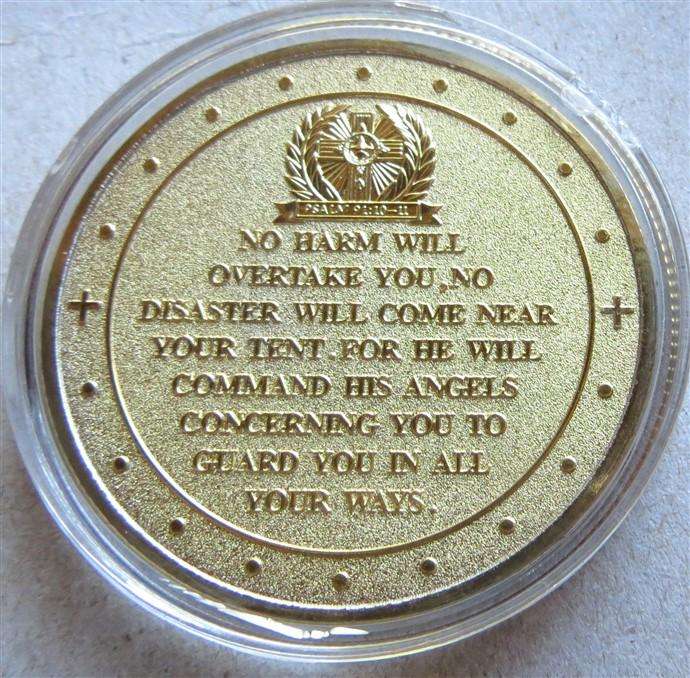 PSALM 91:10-11
NO HARM WILL
OVERTAKE YOU,NO
DISASTER WILL COME NEAR
YOUR TENT.FOR HE WILL
COMMAND HIS ANGELS
CONCERNING YOU TO
GUARD YOU IN ALL
YOUR WAYS.